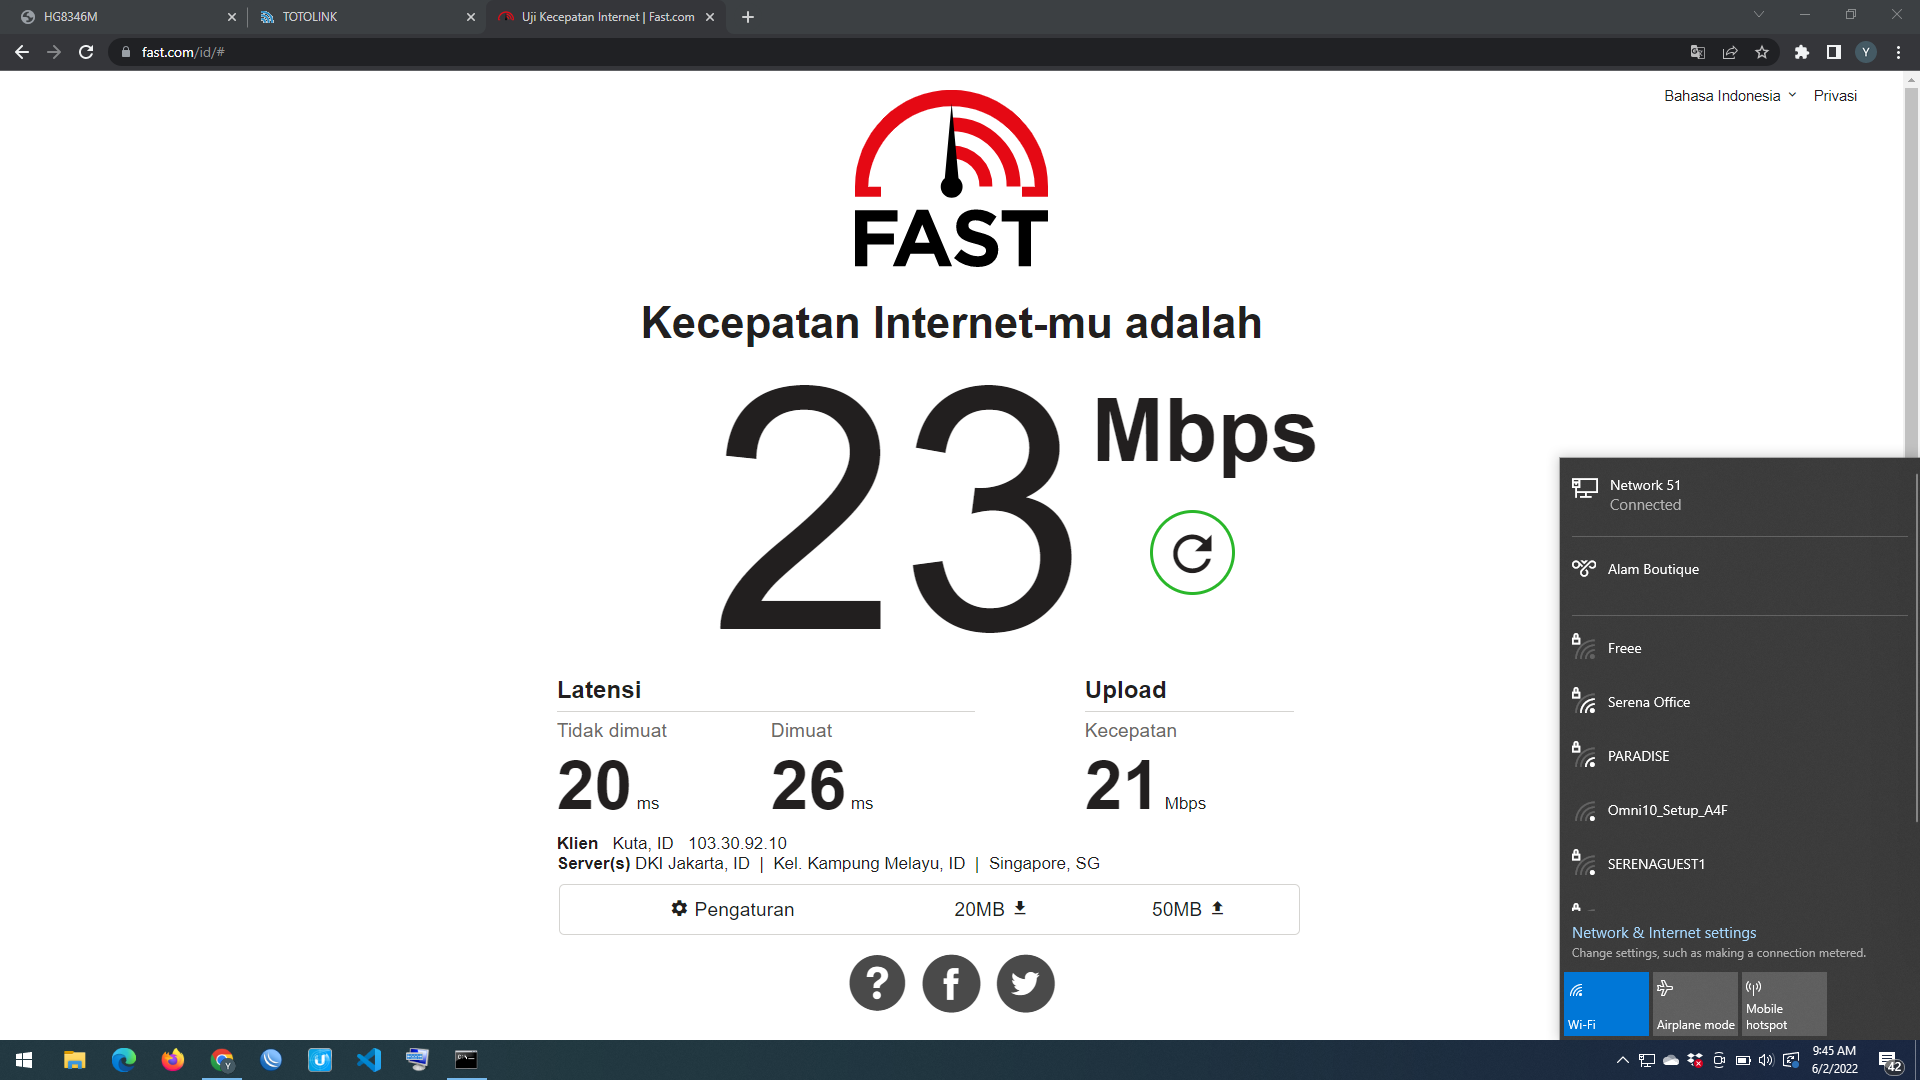 HG8346M
TOTOLINK
Uji Kecepatan Internet | Fast.com
fast.com/id/#
Y
Bahasa Indonesia
Privasi
FAST
Kecepatan Internet-mu adalah
23 Mbps
Latensi
Upload
Tidak dimuat
Dimuat
Kecepatan
20 ms
26 ms
21 Mbps
Klien Kuta, ID 103.30.92.10
Server(s) DKI Jakarta, ID | Kel. Kampung Melayu, ID | Singapore, SG
Pengaturan
20MB
50MB
Network 51
Connected
Alam Boutique
Freee
Serena Office
PARADISE
Omni10_Setup_A4F
SERENAGUEST1
Network & Internet settings
Change settings, such as making a connection metered.
Wi-Fi
Airplane mode
Mobile
hotspot
9:45 AM
6/2/2022
42